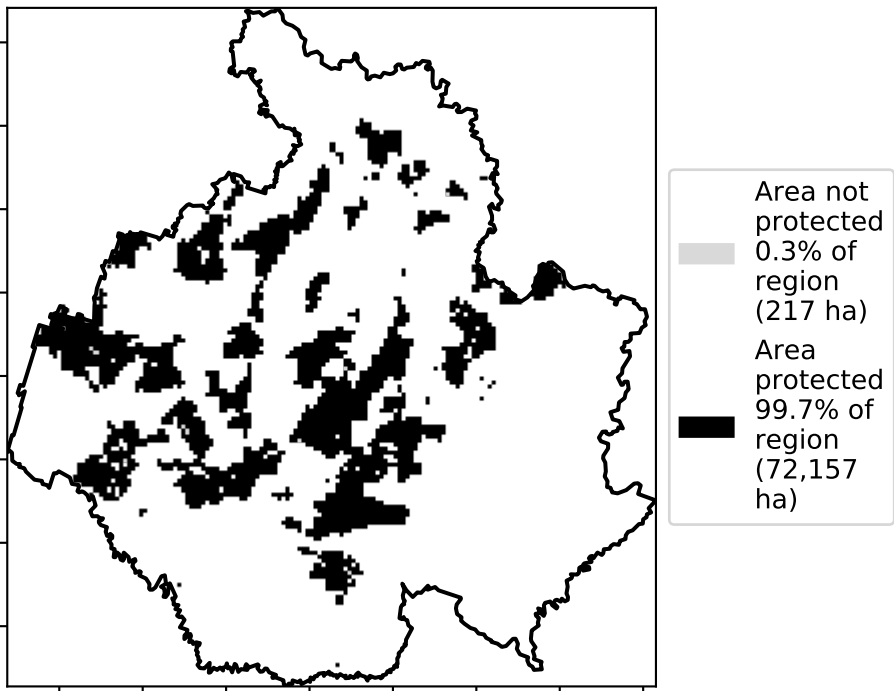 Area not
protected
0.3% of
region
(217 ha)
Area
protected
99.7% of
region
(72,157
ha)